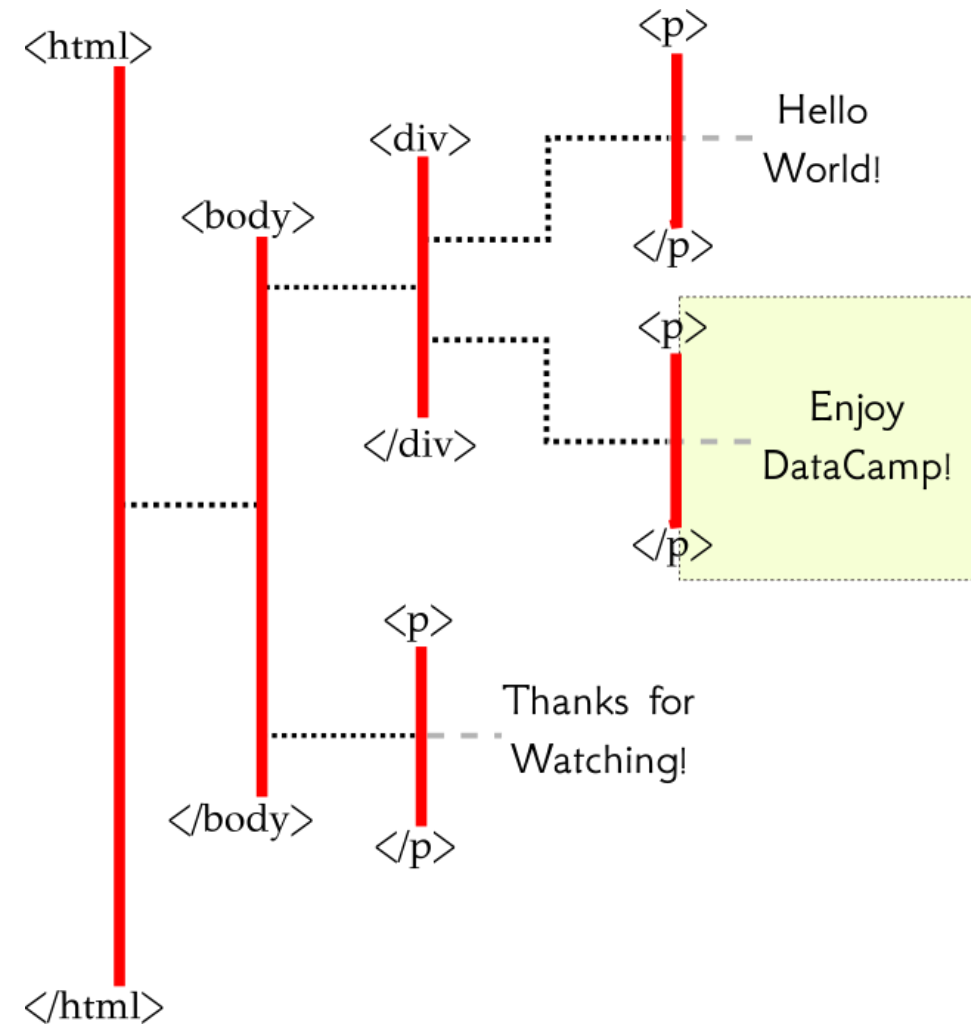 <html>
<body>
<div>
<p>
Hello
World!
</p>
<p>
Enjoy
DataCamp!
</p>
</div>
<p>
Thanks for
Watching!
</p>
</body>
</html>